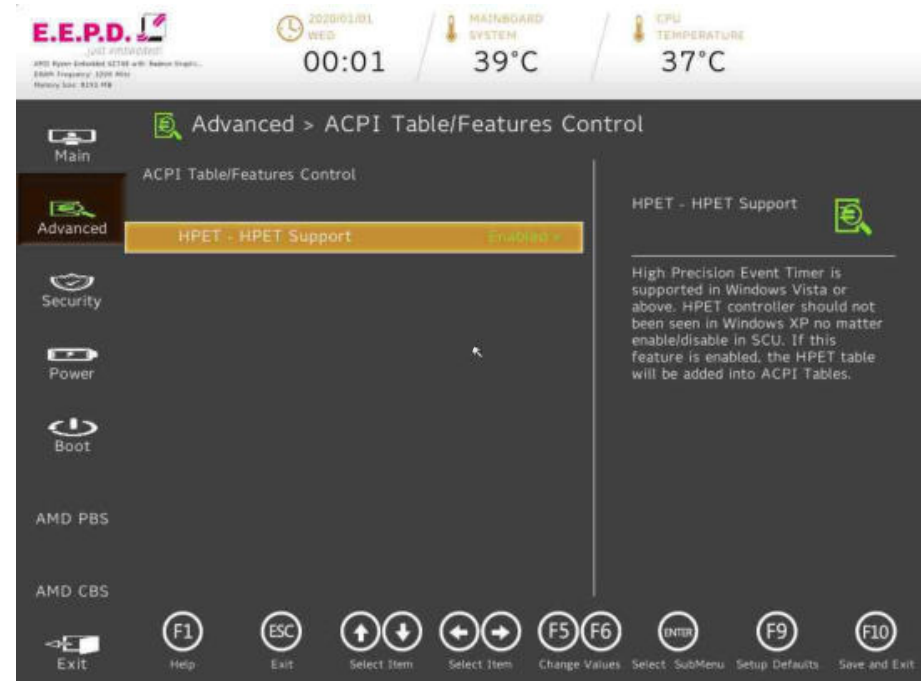 E.E.P.D.
just embedded!
Memory Size: 8192 MB
2020/01/01
WED
00:01
MAINBOARD
SYSTEM
39°C
CPU
TEMPERATURE
37°C
Main
Advanced
Security
Power
Boot
AMD PBS
AMD CBS
Exit
Advanced > ACPI Table/Features Control
ACPI Table/Features Control
HPET - HPET Support Enabled
HPET - HPET Support
High Precision Event Timer is
supported in Windows Vista or
above. HPET controller should not
been seen in Windows XP no matter
enable/disable in SCU. If this
feature is enabled, the HPET table
will be added into ACPI Tables.
F1
Help
ESC
Exit
Select Item
Select Item
F5 F6
Change Values
ENTER
Select SubMenu
F9
Setup Defaults
F10
Save and Exit